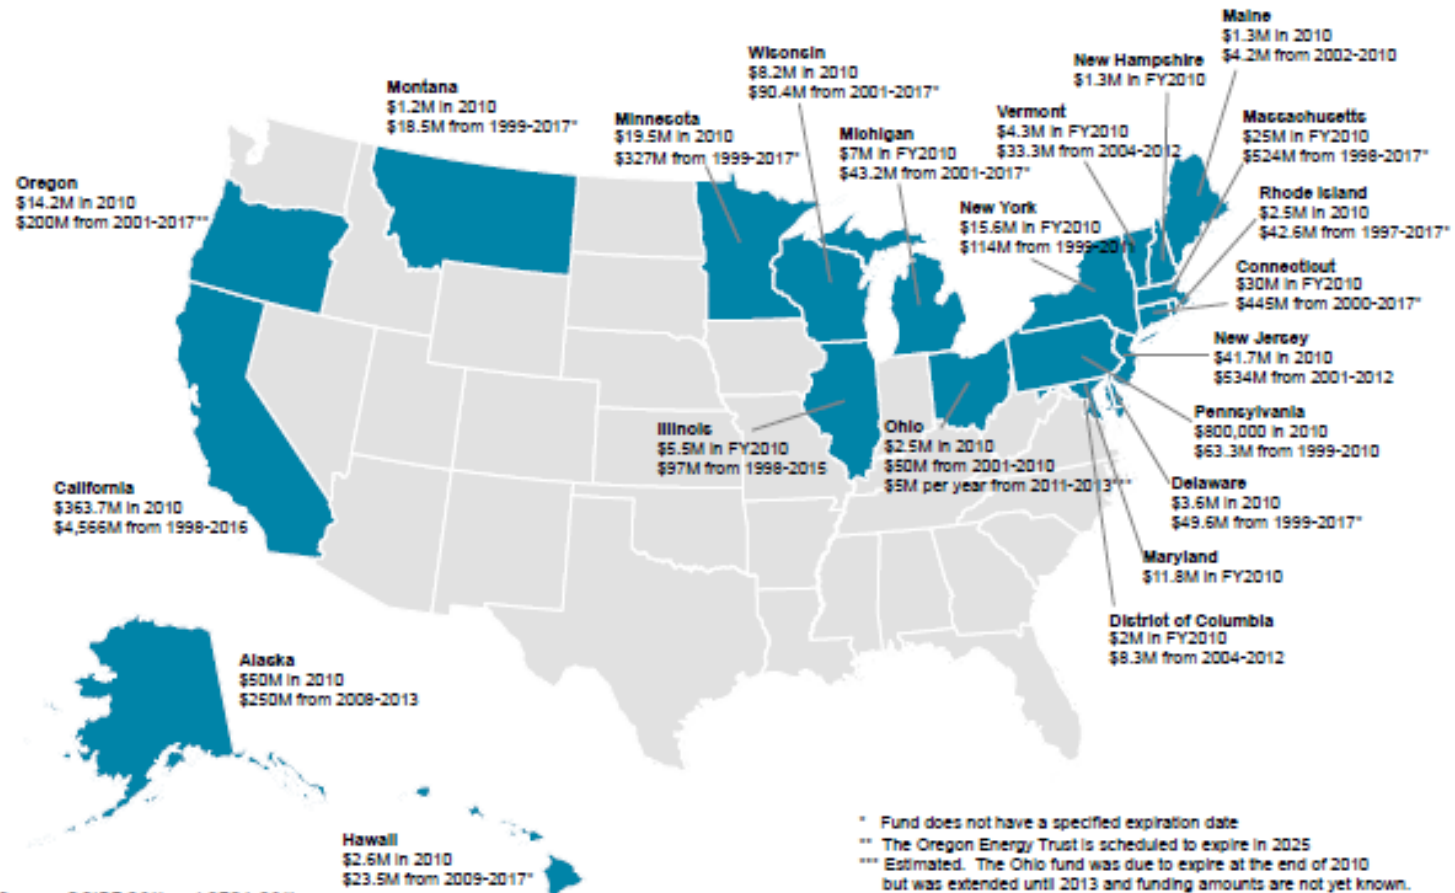 Maine
$1.3M in 2010
$4.2M from 2002-2010
New Hampshire
$1.3M in FY2010
Wisconsin
$8.2M in 2010
$90.4M from 2001-2017*
Montana
$1.2M in 2010
$18.5M from 1999-2017*
Minnesota
$19.5M in 2010
$327M from 1999-2017*
Michigan
$7M in FY2010
$43.2M from 2001-2017*
Vermont
$4.3M in FY2010
$33.3M from 2004-2012
Massachusetts
$25M in FY2010
$524M from 1998-2017*
Oregon
$14.2M in 2010
$200M from 2001-2017**
New York
$15.6M in FY2010
$114M from 1999-2011
Rhode Island
$2.5M in 2010
$42.6M from 1997-2017*
Connecticut
$30M in FY2010
$445M from 2000-2017*
New Jersey
$41.7M in 2010
$534M from 2001-2012
Pennsylvania
$800,000 in 2010
$63.3M from 1999-2010
Illinois
$5.5M in FY2010
$97M from 1998-2015
Ohio
$2.5M in 2010
$50M from 2001-2010
$5M per year from 2011-2013***
California
$363.7M in 2010
$4,566M from 1998-2016
Delaware
$3.6M in 2010
$49.6M from 1999-2017*
Maryland
$11.8M in FY2010
District of Columbia
$2M in FY2010
$8.3M from 2004-2012
Alaska
$50M in 2010
$250M from 2008-2013
Hawaii
$2.6M in 2010
$23.5M from 2009-2017*
* Fund does not have a specified expiration date
** The Oregon Energy Trust is scheduled to expire in 2025
*** Estimated. The Ohio fund was due to expire at the end of 2010
but was extended until 2013 and funding amounts are not yet known.